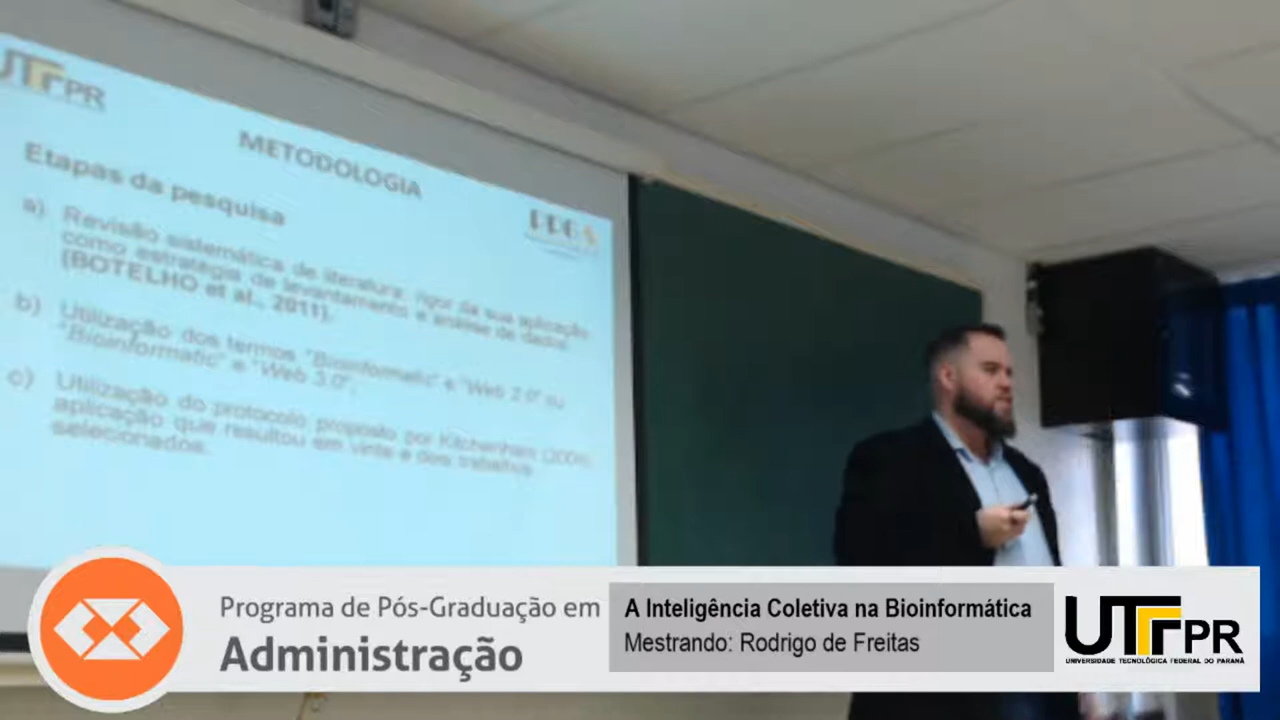 UTFPR
METODOLOGIA
PPGA
Etapas da pesquisa
a) Revisão sistemática de literatura: rigor da sua aplicação
como estratégia de levantamento e análise de dados
(BOTELHO et al., 2011).
b) Utilização dos termos "Bioinformatic" e "Web 2.0" ou
"Bioinformatic" e "Web 3.0".
c) Utilização do protocolo proposto por Kitchenham
aplicação que resultou em vinte e dois trabalhos
selecionados.
Programa de Pós-Graduação em
Administração
A Inteligência Coletiva na Bioinformática
Mestrando: Rodrigo de Freitas
UTFPR
UNIVERSIDADE TECNOLÓGICA FEDERAL DO PARANÁ